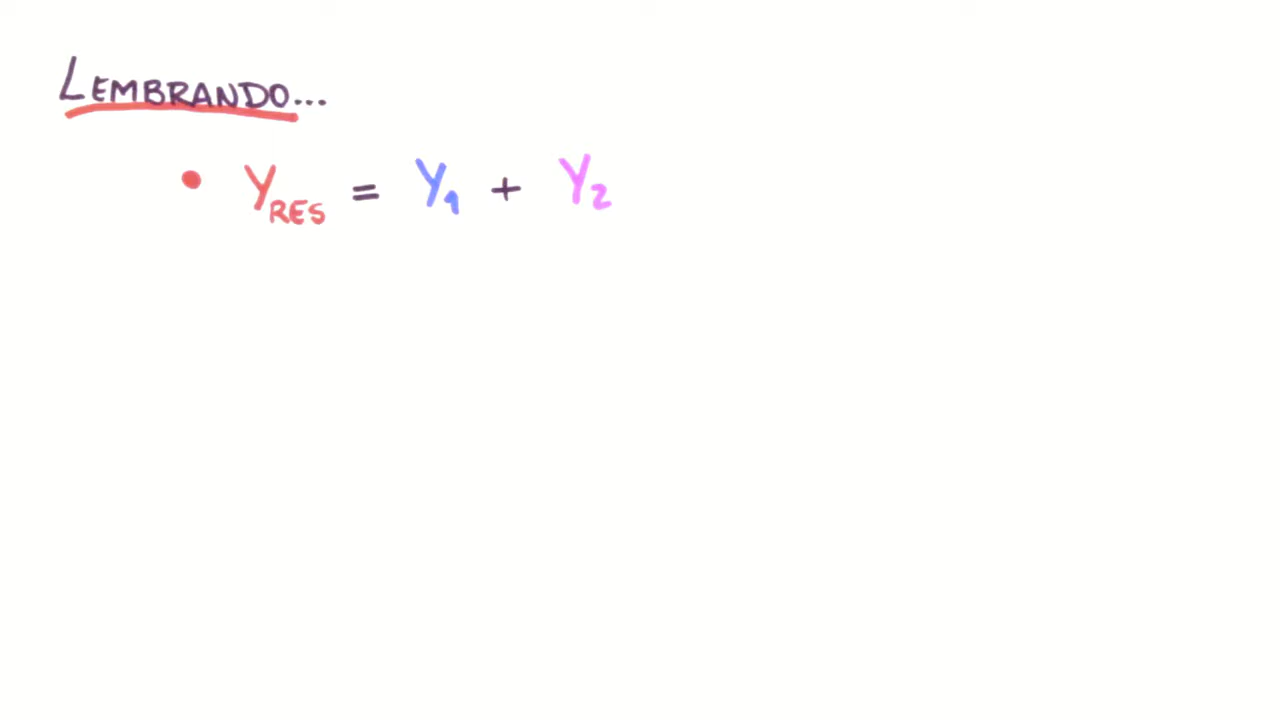 LEMBRANDO...
• Y_RES = Y_1 + Y_2